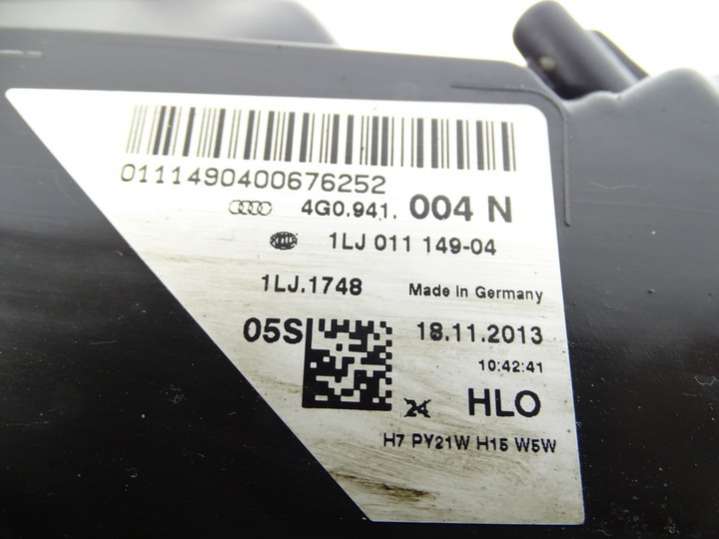 0111490400676252
4G0.941. 004 N
1LJ 011 149-04
1LJ.1748 Made in Germany
05S 18.11.2013
10:42:41
24 HLO
H7 PY21W H15 W5W